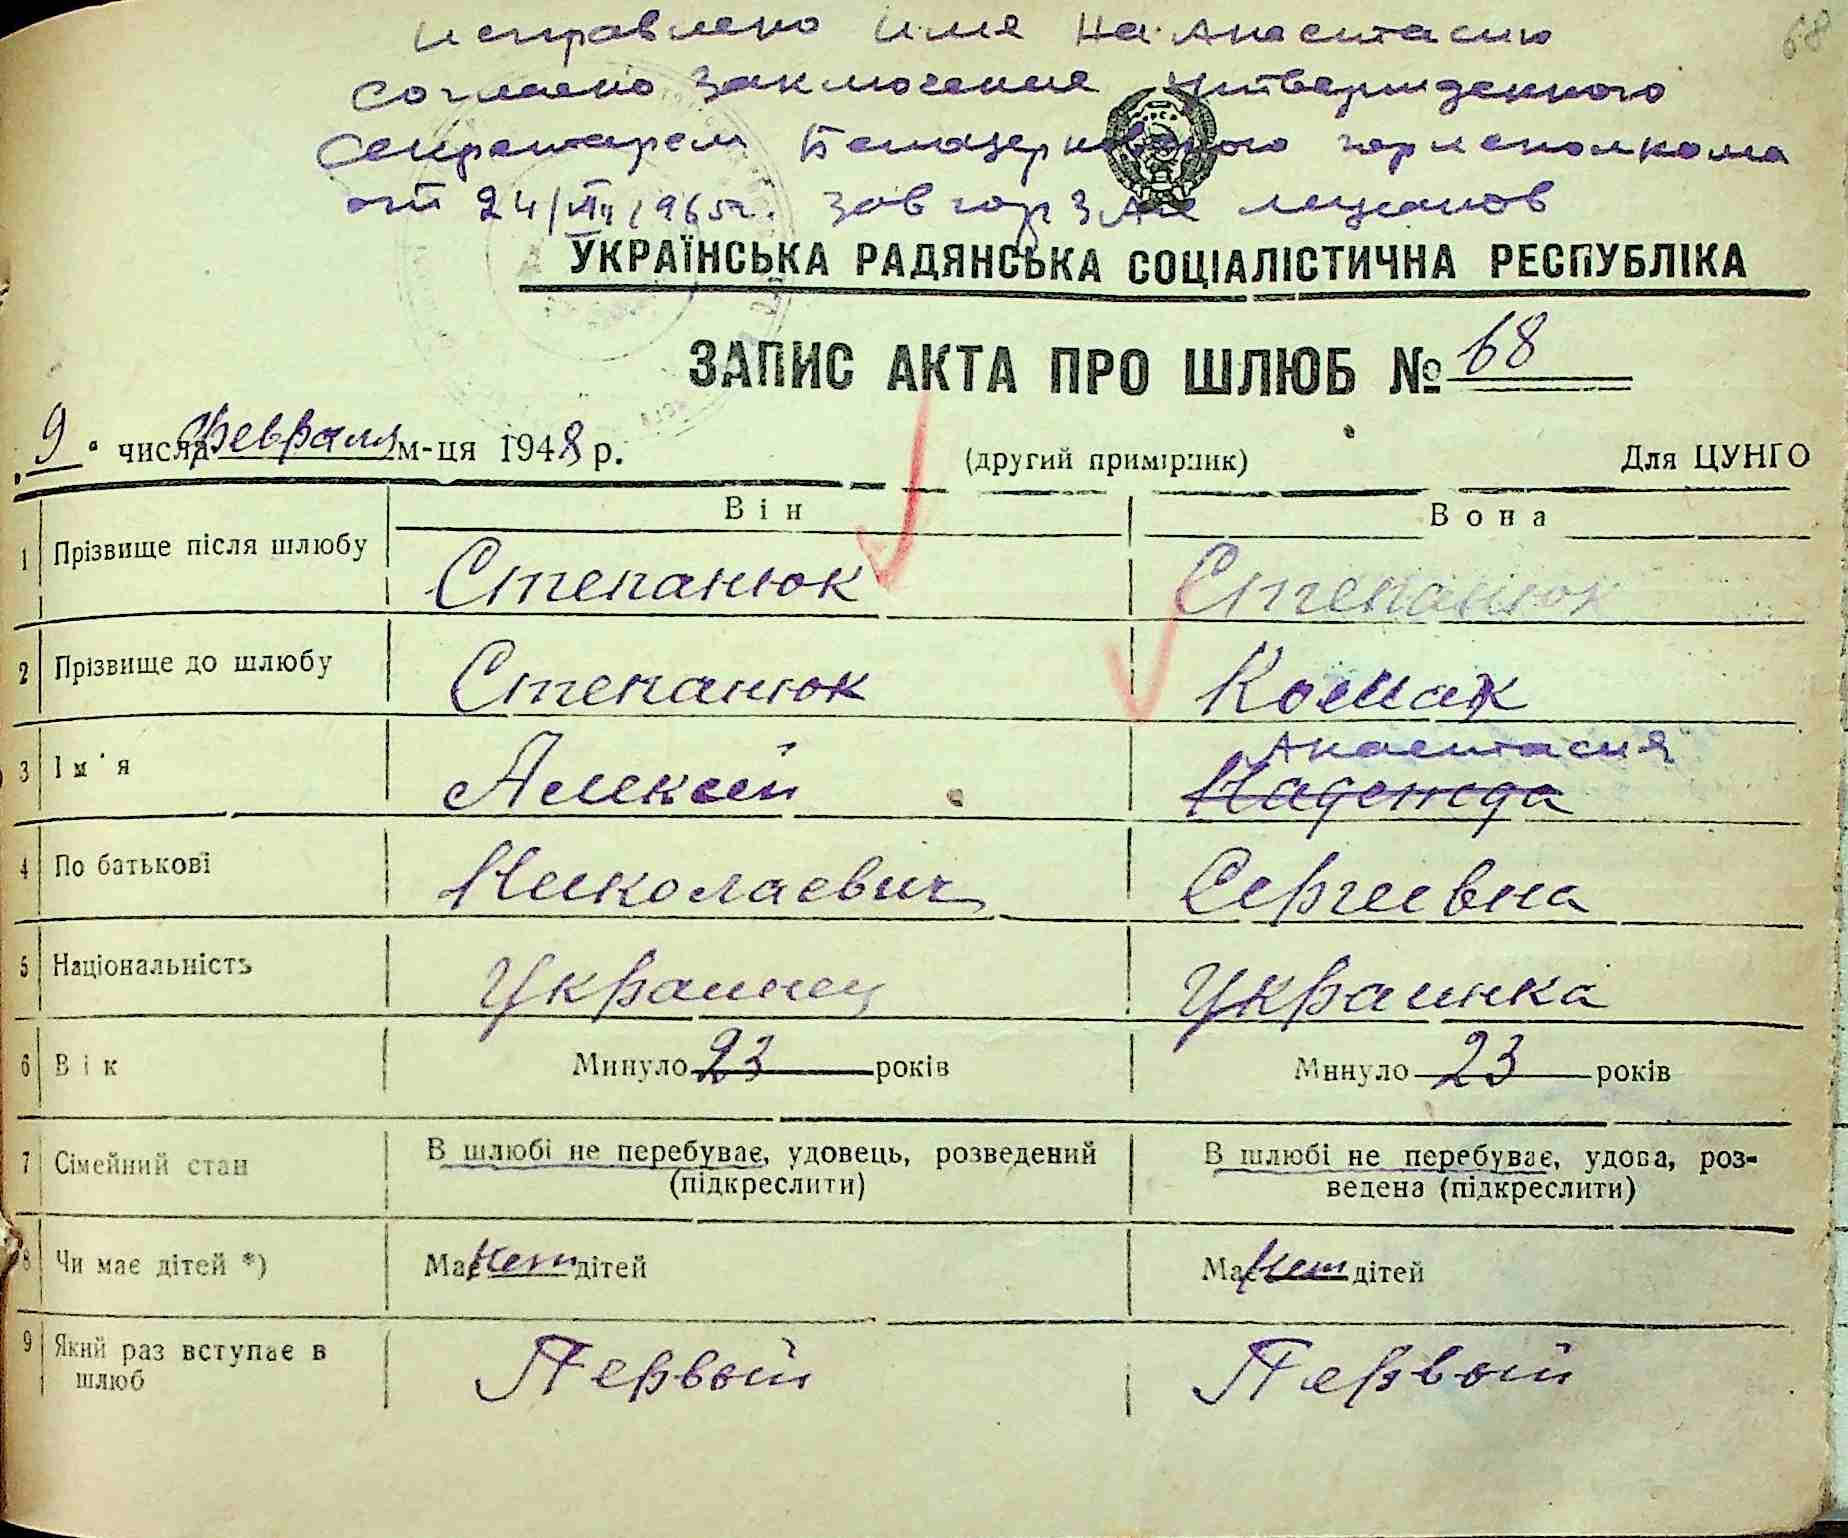 68
исправлено имя на Анастасию
согласно заключения утвержденного
секретарем Белоцерковского горисполкома
от 24/VIII 1965г. зав горЗАГС
УКРАЇНСЬКА РАДЯНСЬКА СОЦІАЛІСТИЧНА РЕСПУБЛІКА
ЗАПИС АКТА ПРО ШЛЮБ № 68
„9“ числа февраля м-ця 1948 р. (другий примірник) Для ЦУНГО
Він Вона
1 Прізвище після шлюбу Степанюк Степанюк
2 Прізвище до шлюбу Степанюк
Анастасия
3 Ім'я Алексей Надежда
4 По батькові Николаевич Сергеевна
5 Національність Украинец Украинка
6 Вік Минуло 23 років Минуло 23 років
7 Сімейний стан В шлюбі не перебуває, удовець, розведений В шлюбі не перебуває, удова, роз-
(підкреслити) ведена (підкреслити)
8 Чи має дітей *) Має нет дітей Має нет дітей
9 Який раз вступає в Первый Первый
шлюб